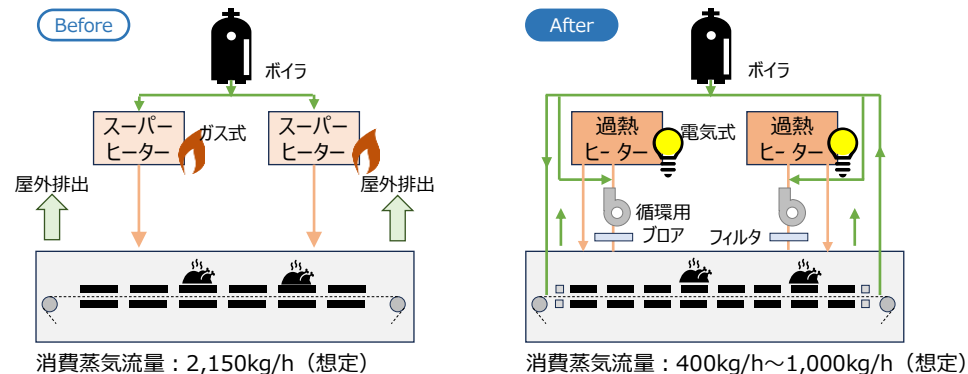 Before
ボイラ
スーパー
ヒーター
ガス式
スーパー
ヒーター
屋外排出
屋外排出
消費蒸気流量：2,150kg/h（想定）
After
ボイラ
過熱
ヒーター
電気式
過熱
ヒーター
循環用
ブロア
フィルタ
消費蒸気流量：400kg/h～1,000kg/h（想定）